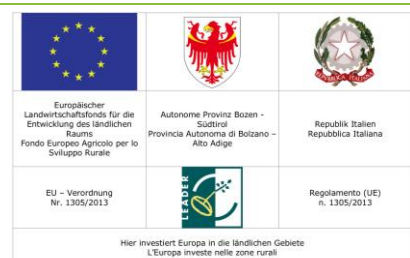 Europäischer
Landwirtschaftsfonds für die
Entwicklung des ländlichen
Raums
Fondo Europeo Agricolo per lo
Sviluppo Rurale
Autonome Provinz Bozen -
Südtirol
Provincia Autonoma di Bolzano –
Alto Adige
Republik Italien
Repubblica Italiana
EU – Verordnung
Nr. 1305/2013
LEADER
Regolamento (UE)
n. 1305/2013
Hier investiert Europa in die ländlichen Gebiete
L'Europa investe nelle zone rurali